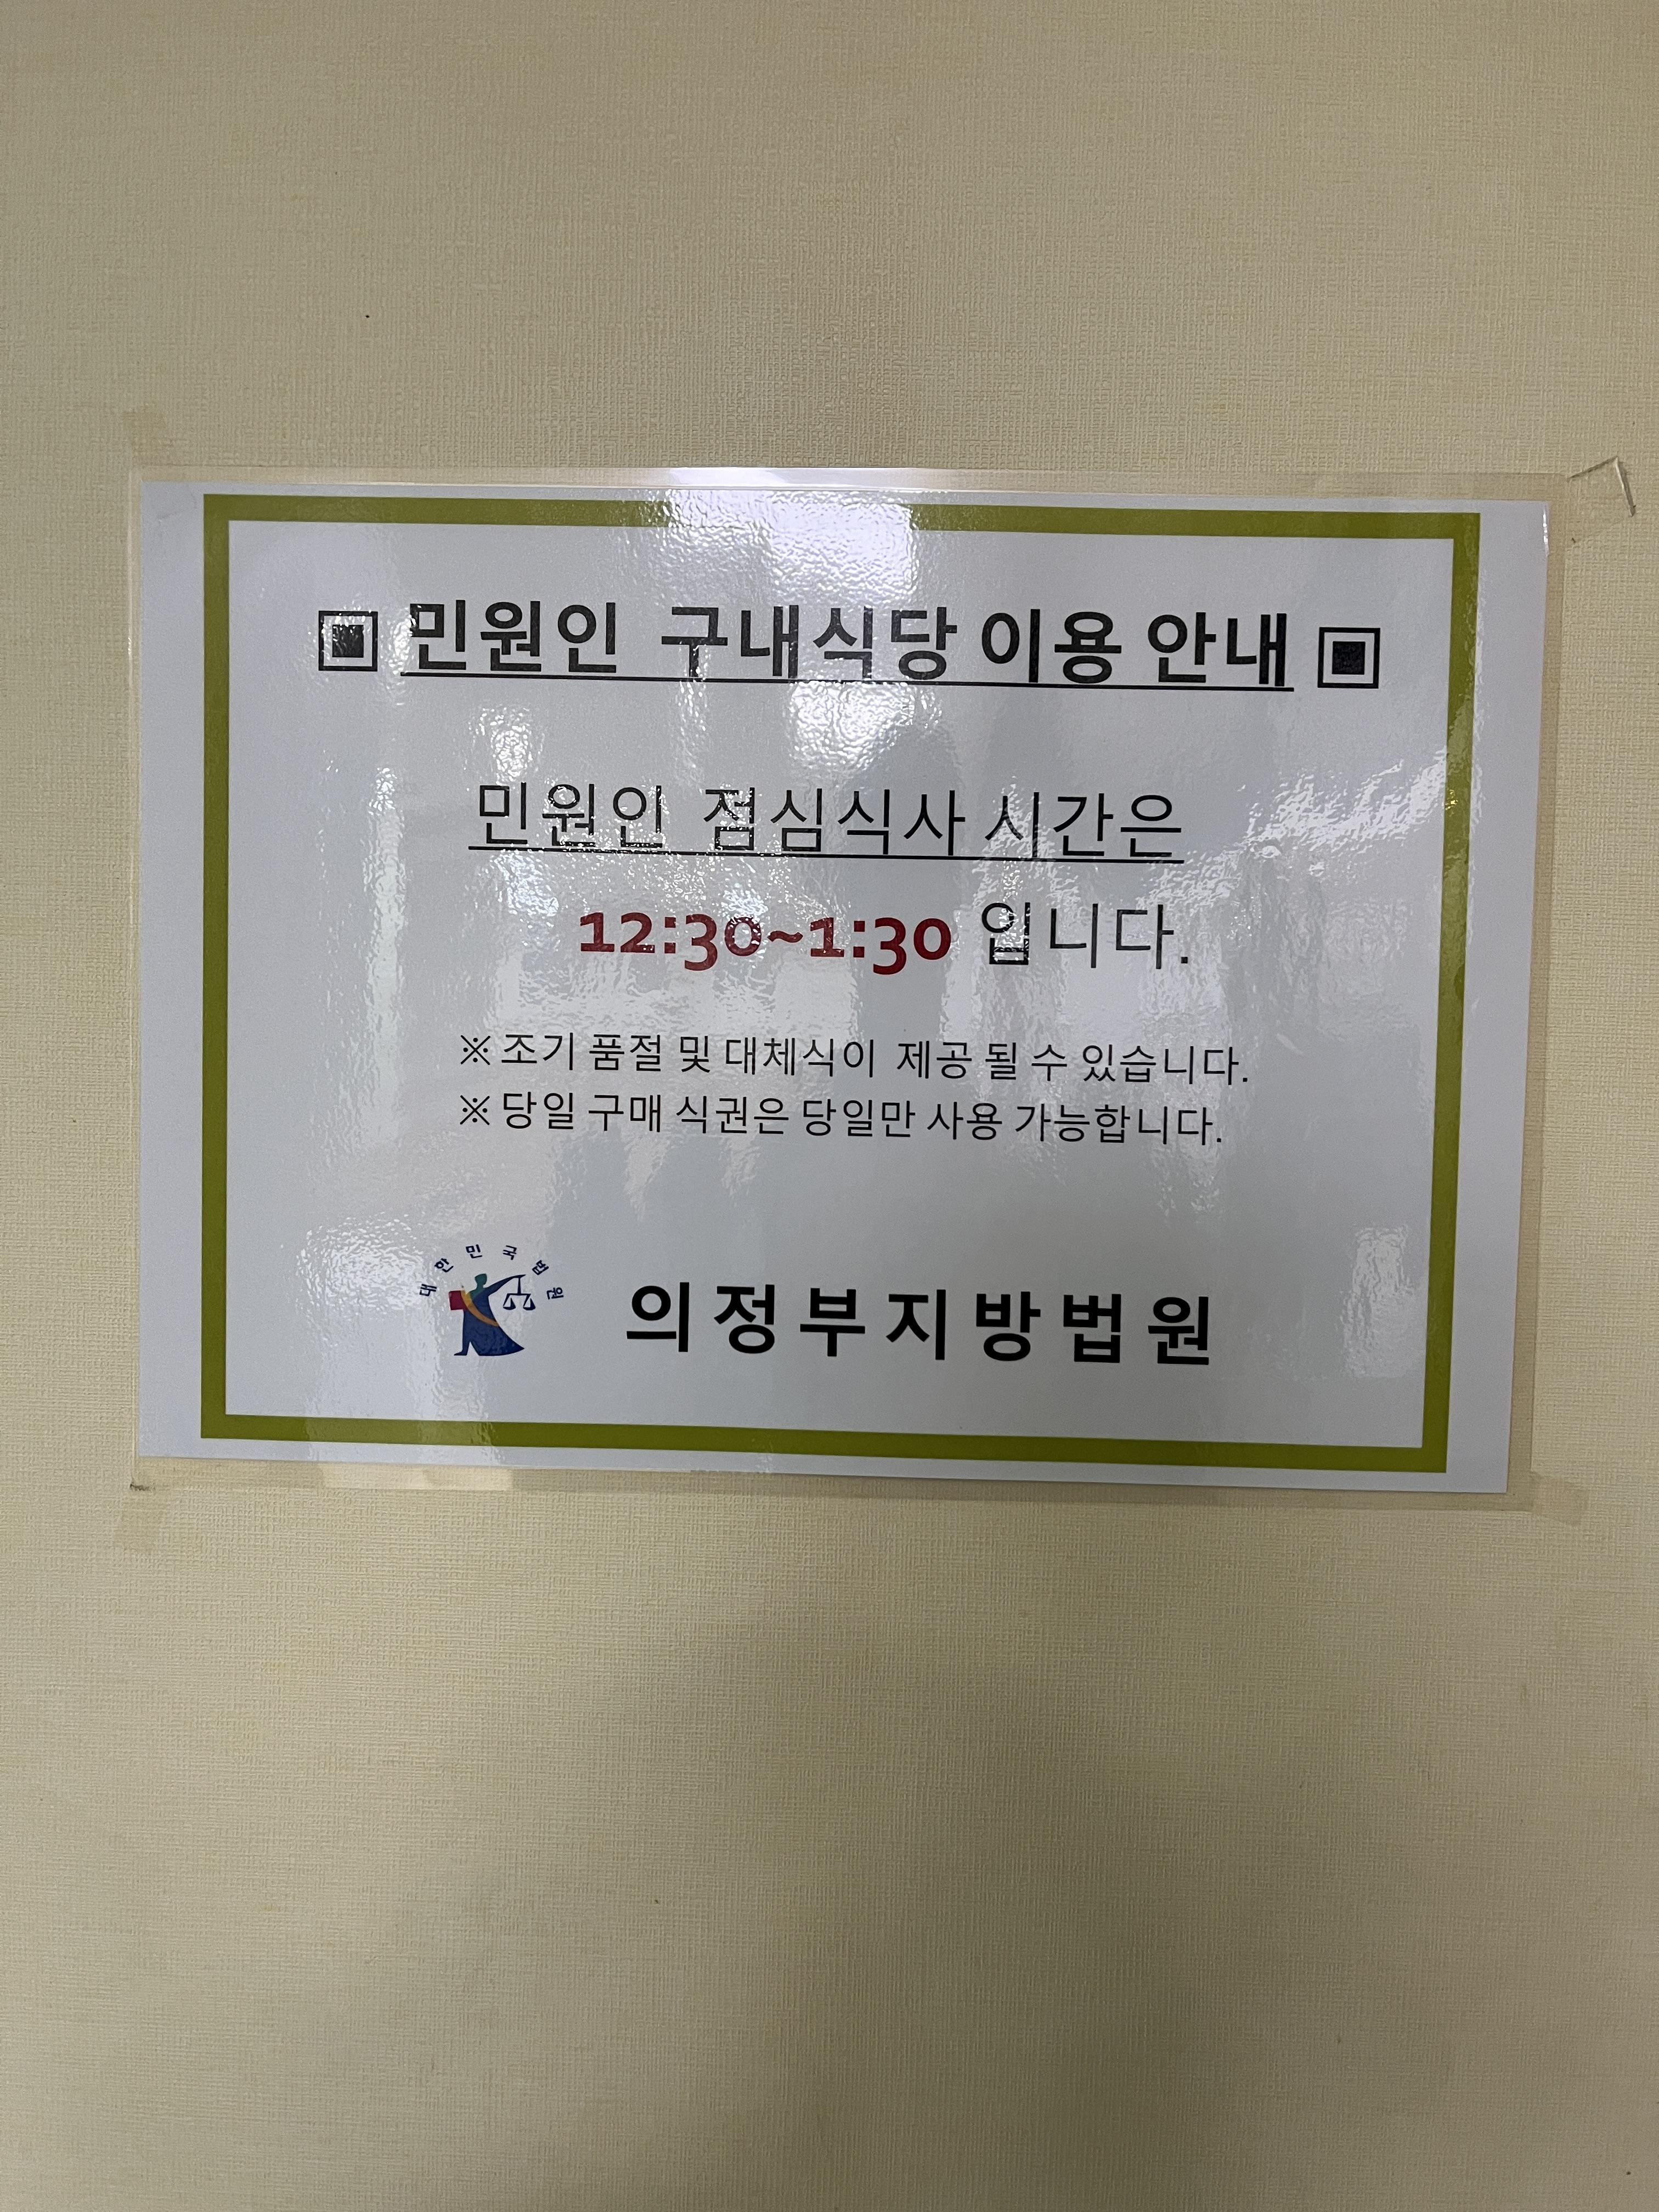 ▣ 민원인 구내식당 이용 안내 ▣
민원인 점심식사 시간은
12:30~1:30 입니다.
※ 조기 품절 및 대체식이 제공 될 수 있습니다.
※ 당일 구매 식권은 당일만 사용 가능합니다.
대한민국법원
의정부지방법원